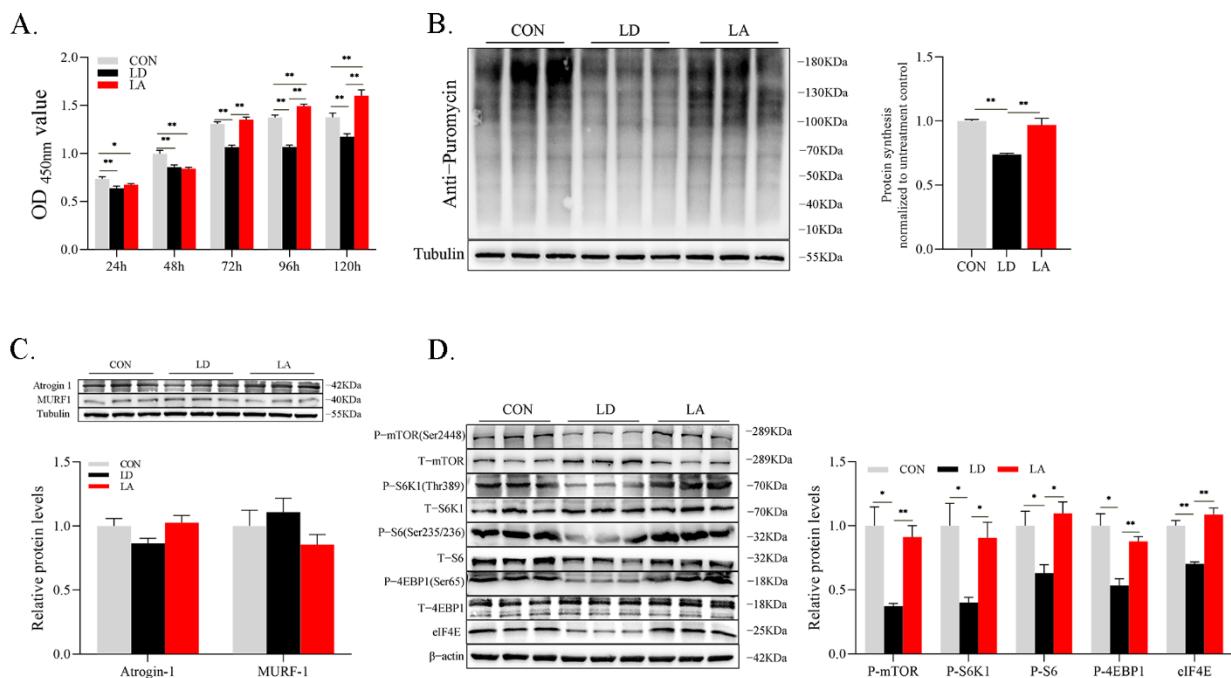 A.
CON
LD
LA
OD 450nm value
2.0
1.5
1.0
0.5
0.0
** * ** ** ** ** ** ** ** ** ** ** **
24h 48h 72h 96h 120h
B.
CON LD LA
Anti-Puromycin
-180KDa
-130KDa
-100KDa
-70KDa
-50KDa
-40KDa
-10KDa
Tubulin -55KDa
Protein synthesis
normalized to untreatment control
1.5
1.0
0.5
0.0
** **
CON LD LA
C.
CON LD LA
Atrogin 1 -42KDa
MURF1 -40KDa
Tubulin -55KDa
Relative protein levels
1.5
1.0
0.5
0.0
CON
LD
LA
Atrogin-1 MURF-1
D.
CON LD LA
P-mTOR(Ser2448) -289KDa
T-mTOR -289KDa
P-S6K1(Thr389) -70KDa
T-S6K1 -70KDa
P-S6(Ser235/236) -32KDa
T-S6 -32KDa
P-4EBP1(Ser65) -18KDa
T-4EBP1 -18KDa
eIF4E -25KDa
β-actin -42KDa
Relative protein levels
CON LD LA
1.5
1.0
0.5
0.0
* ** * * * * * ** ** **
P-mTOR P-S6K1 P-S6 P-4EBP1 eIF4E